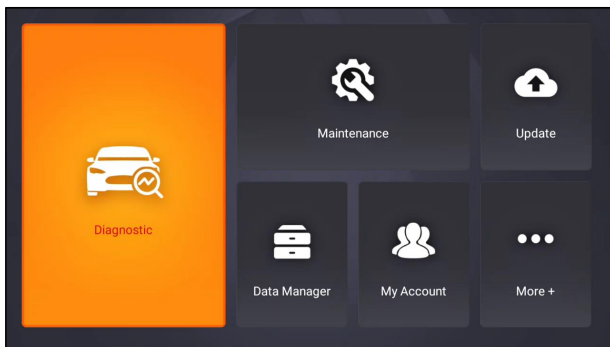 Maintenance
Update
Diagnostic
Data Manager
My Account
More +